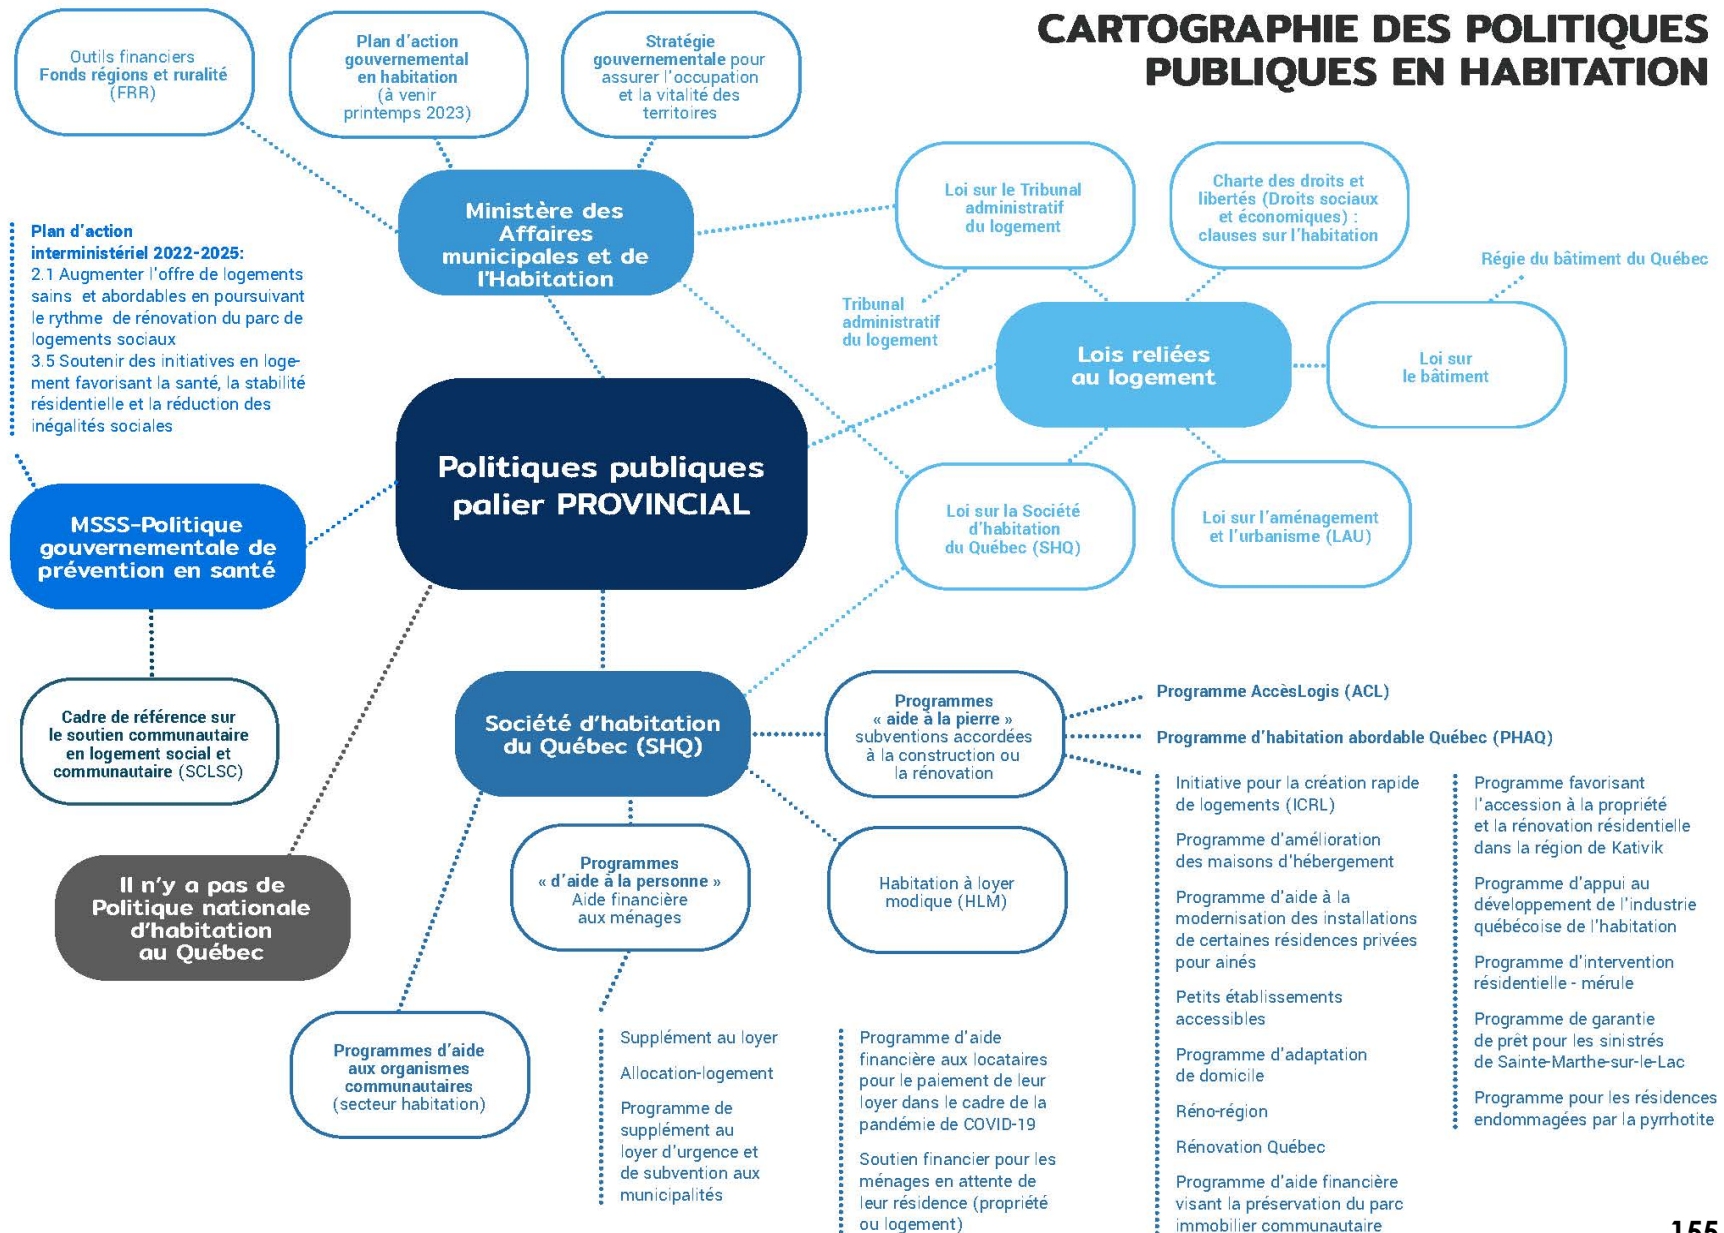 CARTOGRAPHIE DES POLITIQUES
PUBLIQUES EN HABITATION
Outils financiers
Fonds régions et ruralité
(FRR)
Plan d'action
gouvernemental
en habitation
(à venir
printemps 2023)
Stratégie
gouvernementale pour
assurer l'occupation
et la vitalité des
territoires
Ministère des
Affaires
municipales et de
l'Habitation
Loi sur le Tribunal
administratif
du logement
Charte des droits et
libertés (Droits sociaux
et économiques) :
clauses sur l'habitation
Régie du bâtiment du Québec
Tribunal
administratif
du logement
Lois reliées
au logement
Loi sur
le bâtiment
Plan d'action
interministériel 2022-2025:
2.1 Augmenter l'offre de logements
sains et abordables en poursuivant
le rythme de rénovation du parc de
logements sociaux
3.5 Soutenir des initiatives en loge-
ment favorisant la santé, la stabilité
résidentielle et la réduction des
inégalités sociales
Politiques publiques
palier PROVINCIAL
Loi sur la Société
d'habitation
du Québec (SHQ)
Loi sur l'aménagement
et l'urbanisme (LAU)
MSSS-Politique
gouvernementale de
prévention en santé
Cadre de référence sur
le soutien communautaire
en logement social et
communautaire (SCLSC)
Il n'y a pas de
Politique nationale
d'habitation
au Québec
Société d'habitation
du Québec (SHQ)
Programmes
« aide à la pierre »
subventions accordées
à la construction ou
la rénovation
Programme AccèsLogis (ACL)
Programme d'habitation abordable Québec (PHAQ)
Initiative pour la création rapide
de logements (ICRL)
Programme d'amélioration
des maisons d'hébergement
Programme d'aide à la
modernisation des installations
de certaines résidences privées
pour ainés
Petits établissements
accessibles
Programme d'adaptation
de domicile
Réno-région
Rénovation Québec
Programme d'aide financière
visant la préservation du parc
immobilier communautaire
Programme favorisant
l'accession à la propriété
et la rénovation résidentielle
dans la région de Kativik
Programme d'appui au
développement de l'industrie
québécoise de l'habitation
Programme d'intervention
résidentielle - mérule
Programme de garantie
de prêt pour les sinistrés
de Sainte-Marthe-sur-le-Lac
Programme pour les résidences
endommagées par la pyrrhotite
Programmes
« d'aide à la personne »
Aide financière
aux ménages
Habitation à loyer
modique (HLM)
Programmes d'aide
aux organismes
communautaires
(secteur habitation)
Supplément au loyer
Allocation-logement
Programme de
supplément au
loyer d'urgence et
de subvention aux
municipalités
Programme d'aide
financière aux locataires
pour le paiement de leur
loyer dans le cadre de la
pandémie de COVID-19
Soutien financier pour les
ménages en attente de
leur résidence (propriété
ou logement)
155